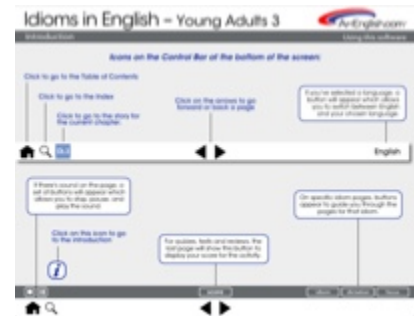 Idioms in English – Young Adults 3
Introduction
Using the software
Icons on the Control Bar at the bottom of the screen:
Click to go to the Table of Contents
Click to go to the Index
Click to go to the story for
the current chapter.
Click on the arrows to go
forward or back a page
If you've selected a language, a
button will appear which allows
you to switch between English
and your chosen language.
English
If there's sound on the page, a
set of buttons will appear which
allows you to stop, pause, and
play the sound
Click on this icon to go
to the introduction
i
For quizzes, tests and reviews, the
last page will show the button to
display your score for the activity.
On specific idiom pages, buttons
appear to guide you through the
pages for that idiom.